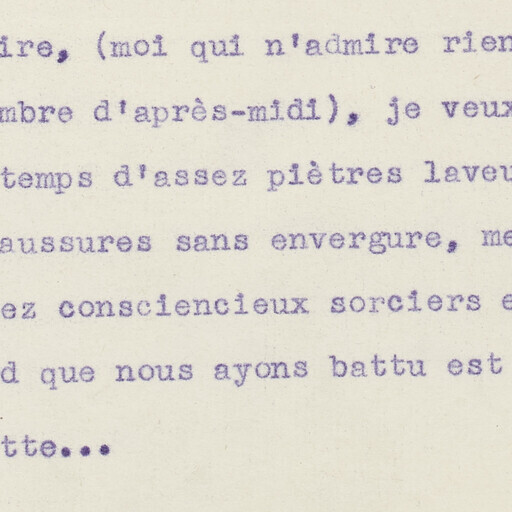 ire, (moi qui n'admire rien
mbre d'après-midi), je veux
temps d'assez piètres laveu
aussures sans envergure, me
ez consciencieux sorciers e
d que nous ayons battu est
tte...